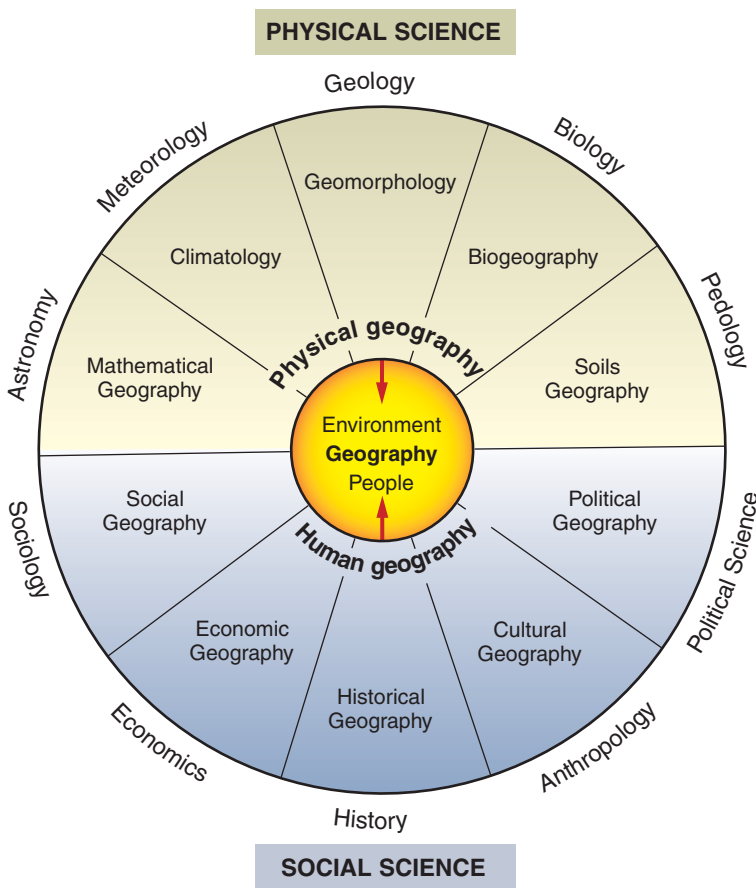 PHYSICAL SCIENCE
Geology
Meteorology
Biology
Geomorphology
Climatology
Biogeography
Astronomy
Pedology
Physical geography
Mathematical
Geography
Soils
Geography
Environment
Geography
People
Human geography
Social
Geography
Political
Geography
Sociology
Political Science
Economic
Geography
Cultural
Geography
Historical
Geography
Economics
Anthropology
History
SOCIAL SCIENCE